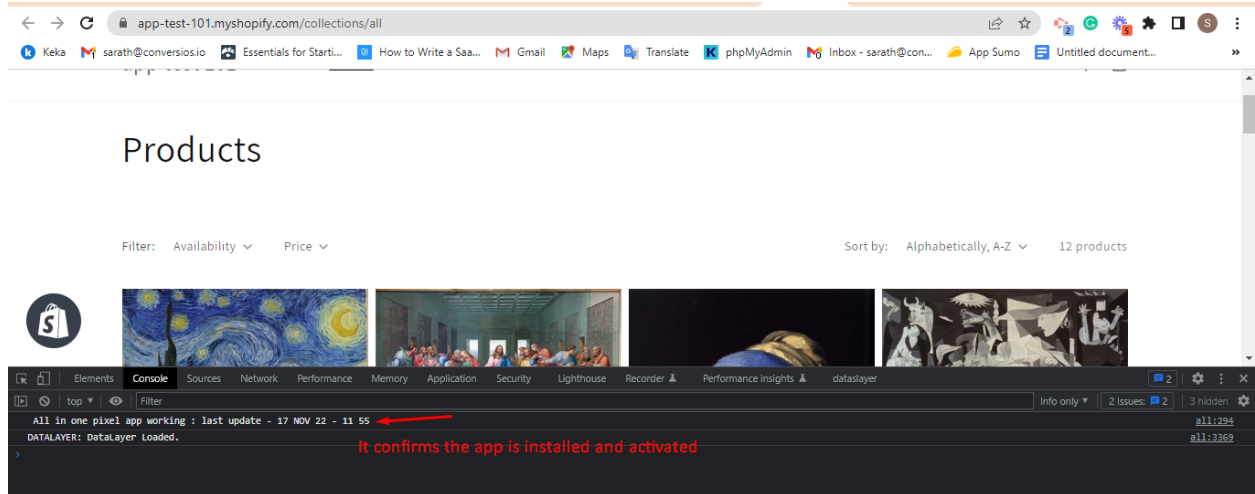 app-test-101.myshopify.com/collections/all
2
5
S
Keka sarath@conversios.io Essentials for Starti... How to Write a Saa... Gmail Maps Translate phpMyAdmin Inbox - sarath@con... App Sumo Untitled document... »
Products
Filter: Availability Price Sort by: Alphabetically, A-Z 12 products
Elements Console Sources Network Performance Memory Application Security Lighthouse Recorder Performance insights dataslayer 2
top Filter Info only 2 Issues: 2 3 hidden
All in one pixel app working : last update - 17 NOV 22 - 11 55 all:294
DATALAYER: DataLayer Loaded. all:3369
It confirms the app is installed and activated